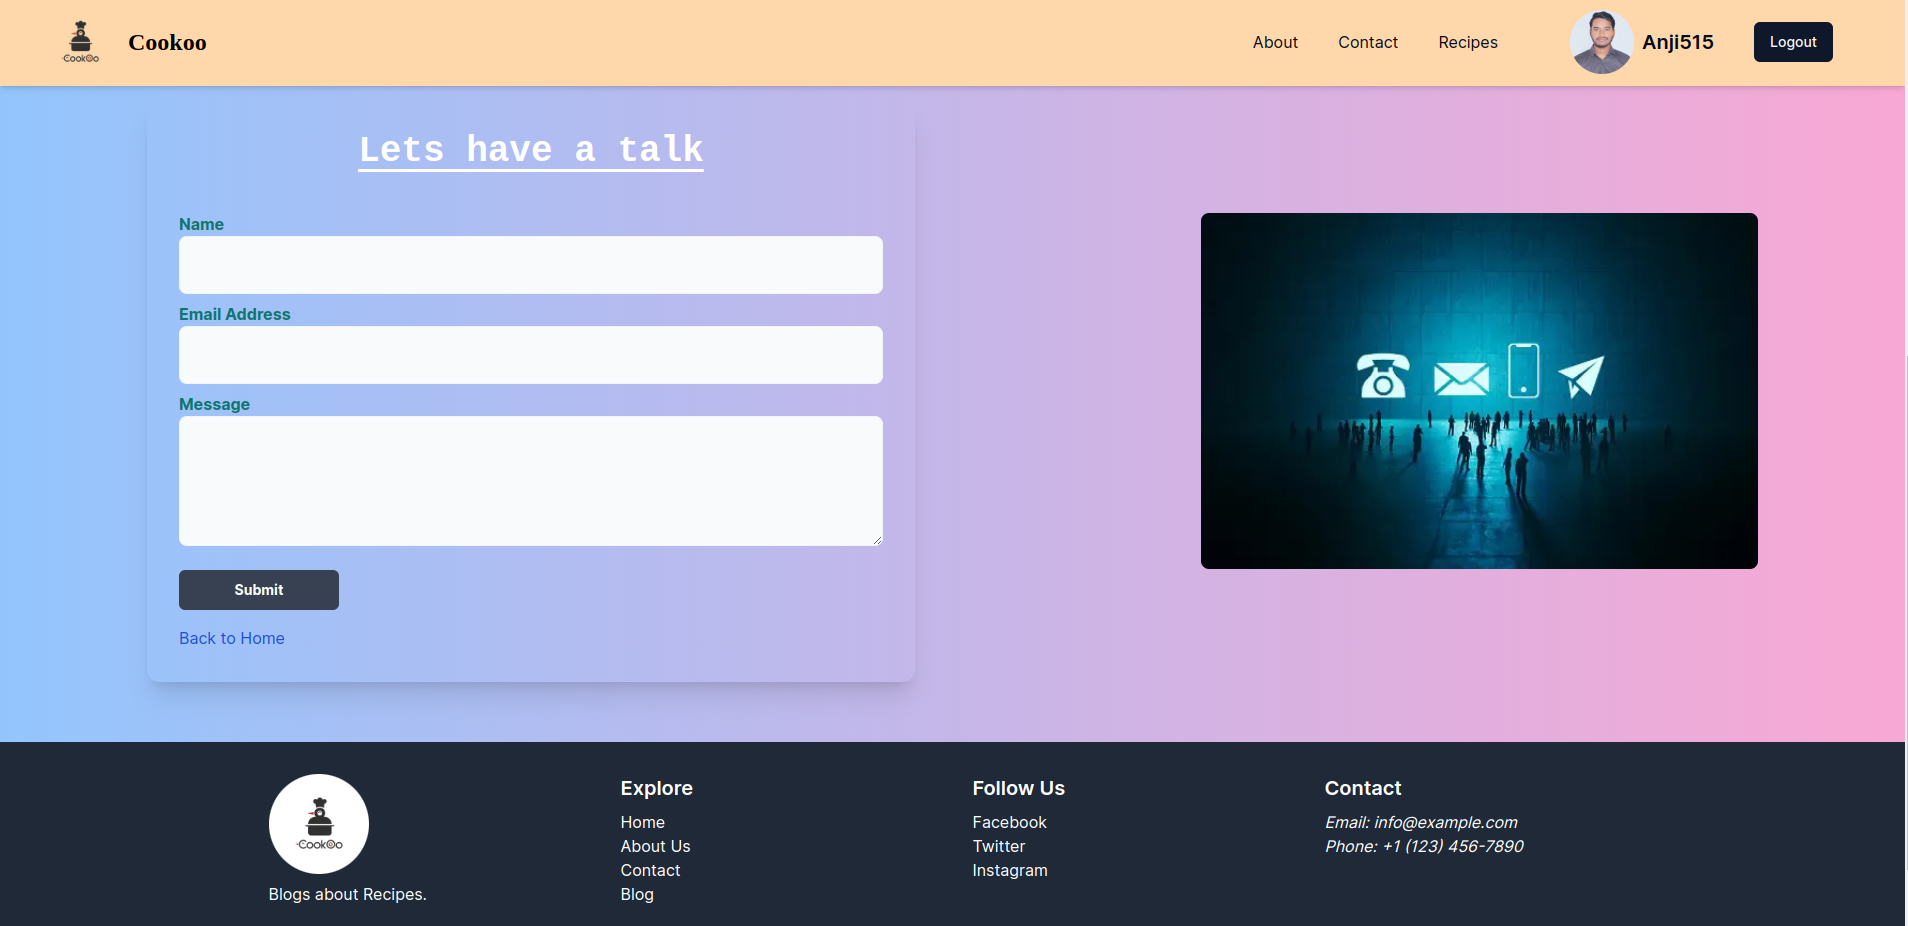 CookOo
Cookoo
About
Contact
Recipes
Anji515
Logout
Lets have a talk
Name
Email Address
Message
Submit
Back to Home
CookOo
Blogs about Recipes.
Explore
Home
About Us
Contact
Blog
Follow Us
Facebook
Twitter
Instagram
Contact
Email: info@example.com
Phone: +1 (123) 456-7890